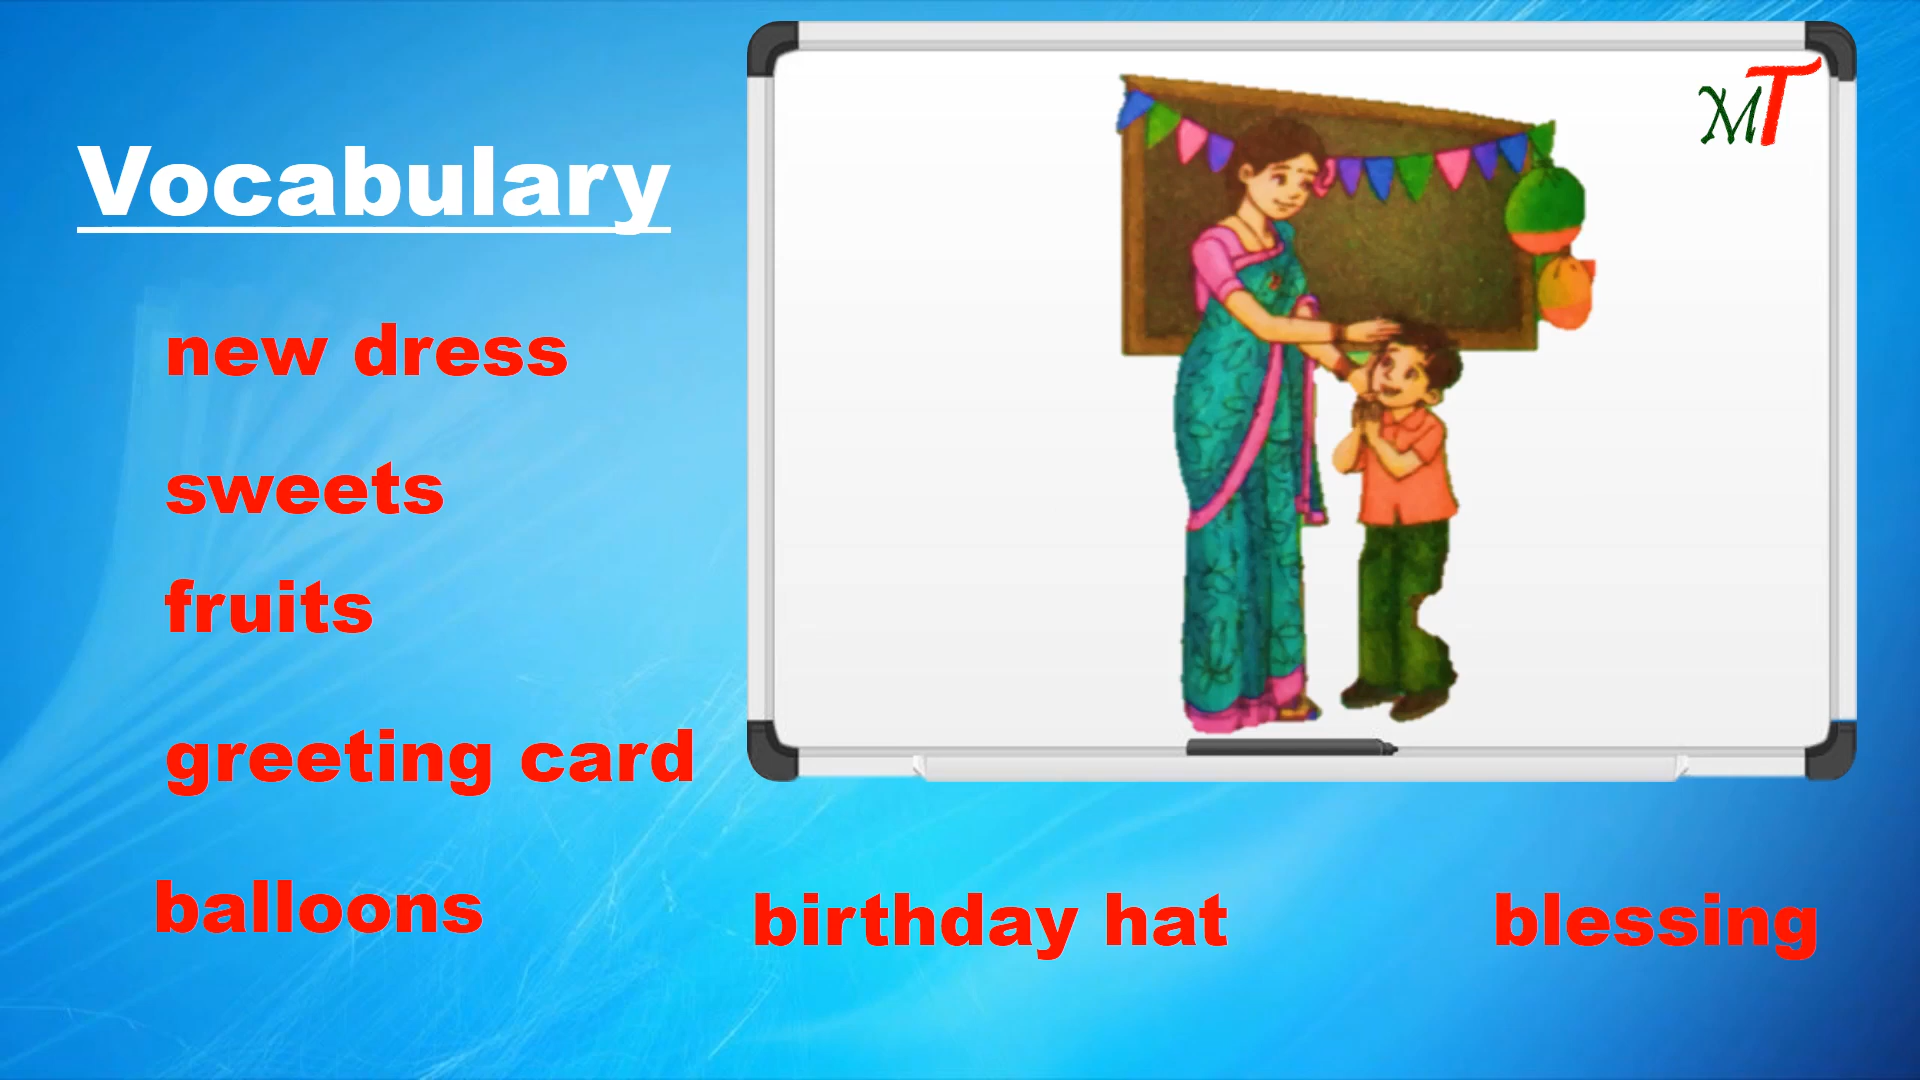 MT
Vocabulary
new dress
sweets
fruits
greeting card
balloons
birthday hat
blessing